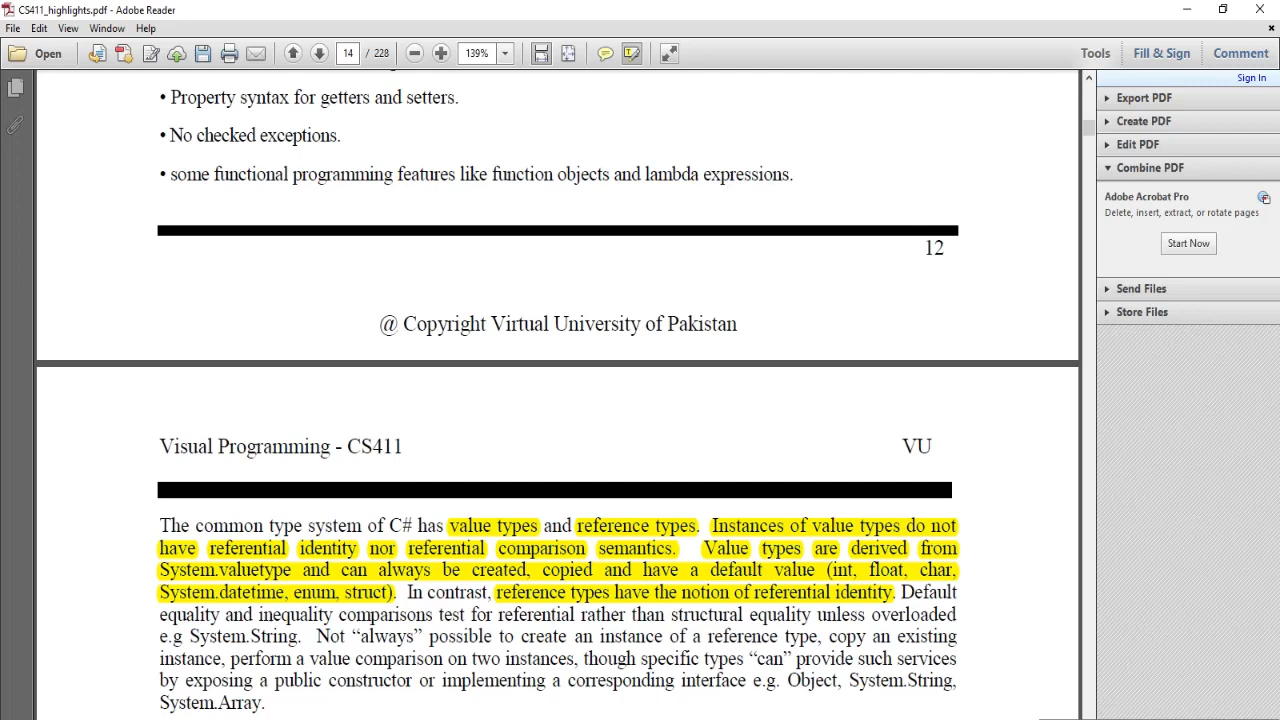 CS411_highlights.pdf - Adobe Reader
File Edit View Window Help
Open 14 / 228 139% Tools Fill & Sign Comment
Sign In
Export PDF
Create PDF
Edit PDF
Combine PDF
Adobe Acrobat Pro
Delete, insert, extract, or rotate pages
Start Now
Send Files
Store Files
• Property syntax for getters and setters.
• No checked exceptions.
• some functional programming features like function objects and lambda expressions.
12
@ Copyright Virtual University of Pakistan
Visual Programming - CS411 VU
The common type system of C# has value types and reference types. Instances of value types do not
have referential identity nor referential comparison semantics. Value types are derived from
System.valuetype and can always be created, copied and have a default value (int, float, char,
System.datetime, enum, struct). In contrast, reference types have the notion of referential identity. Default
equality and inequality comparisons test for referential rather than structural equality unless overloaded
e.g System.String. Not “always” possible to create an instance of a reference type, copy an existing
instance, perform a value comparison on two instances, though specific types “can” provide such services
by exposing a public constructor or implementing a corresponding interface e.g. Object, System.String,
System.Array.